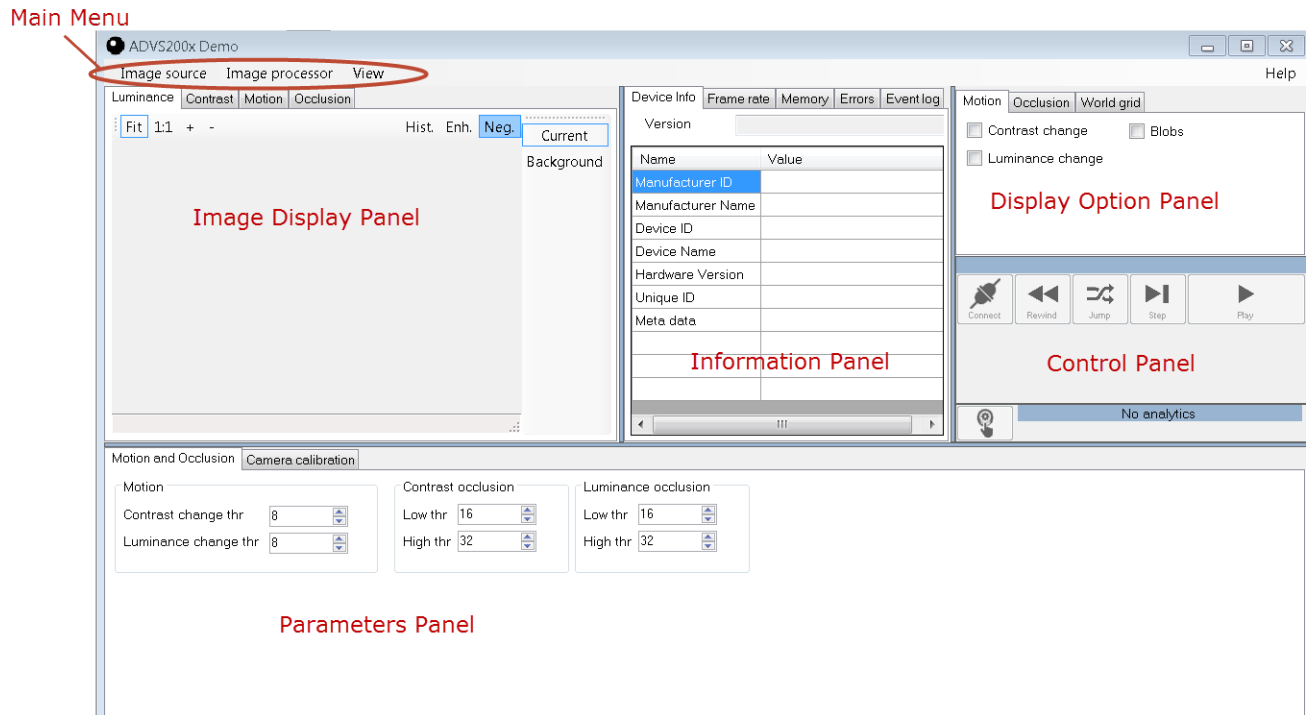 Main Menu
ADVS200x Demo
Image source Image processor View Help
Luminance Contrast Motion Occlusion
Fit 1:1 + - Hist. Enh. Neg.
Current
Background
Image Display Panel
Device Info Frame rate Memory Errors Event log
Version
Name Value
Manufacturer ID
Manufacturer Name
Device ID
Device Name
Hardware Version
Unique ID
Meta data
Information Panel
Motion Occlusion World grid
Contrast change Blobs
Luminance change
Display Option Panel
Connect Rewind Jump Step Play
Control Panel
No analytics
Motion and Occlusion Camera calibration
Motion
Contrast change thr 8
Luminance change thr 8
Contrast occlusion
Low thr 16
High thr 32
Luminance occlusion
Low thr 16
High thr 32
Parameters Panel